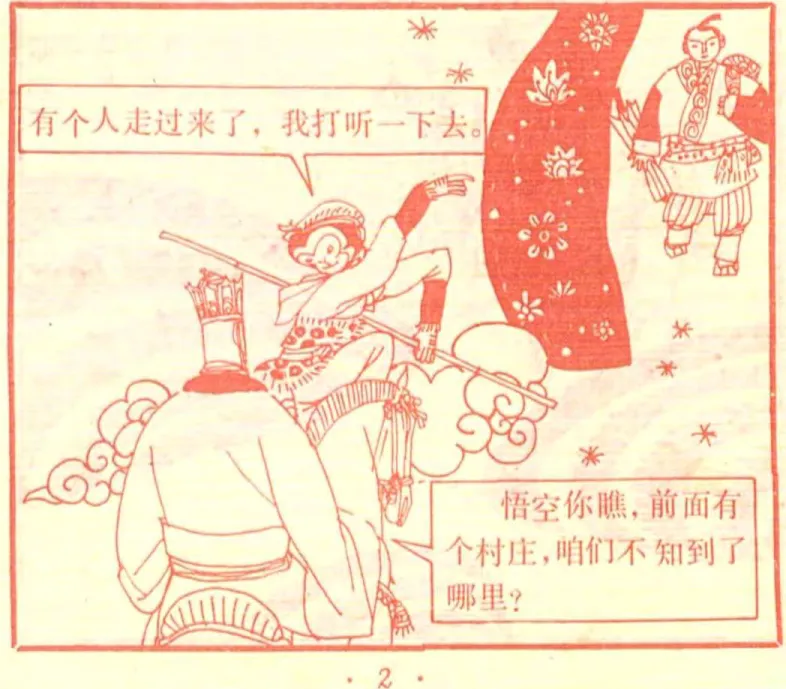 有个人走过来了，我打听一下去。
悟空你瞧，前面有
个村庄，咱们不知到了
哪里？
· 2 ·